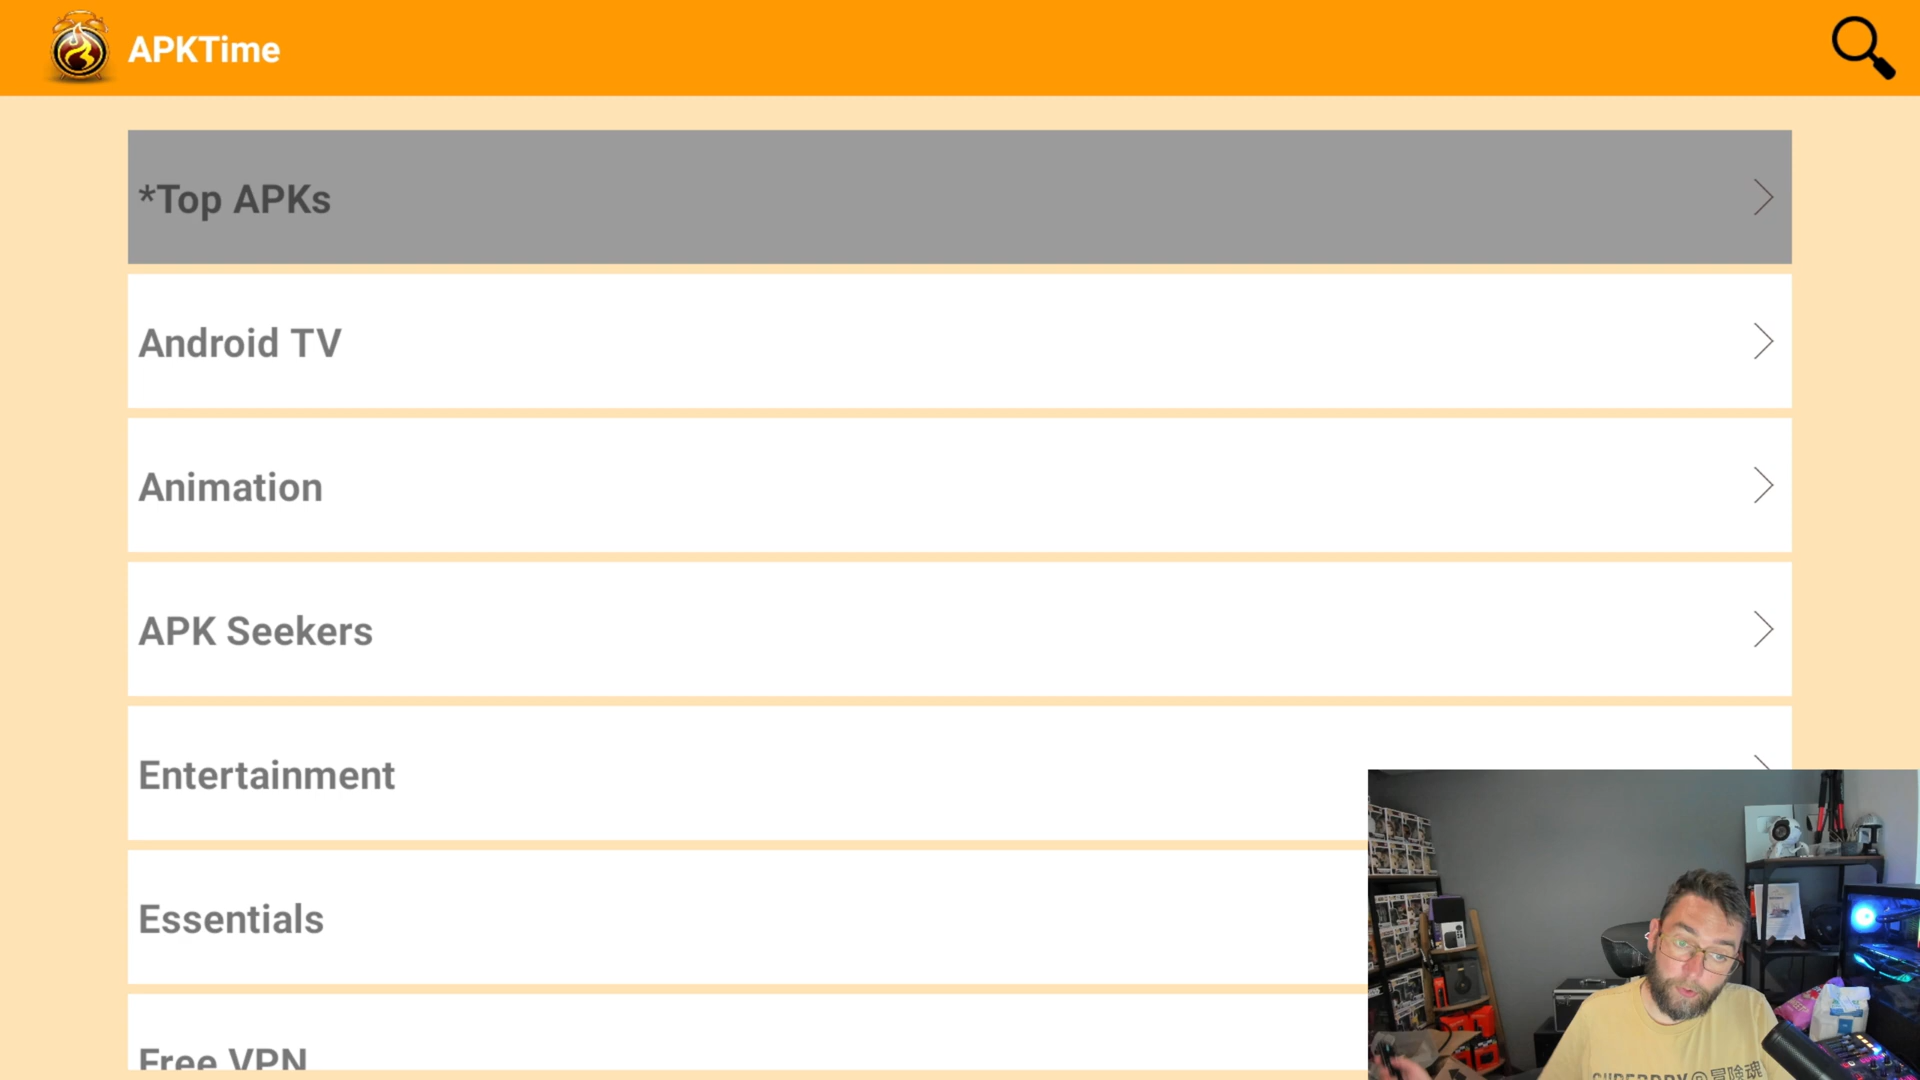 APKTime
*Top APKs
Android TV
Animation
APK Seekers
Entertainment
Essentials
Free VPN